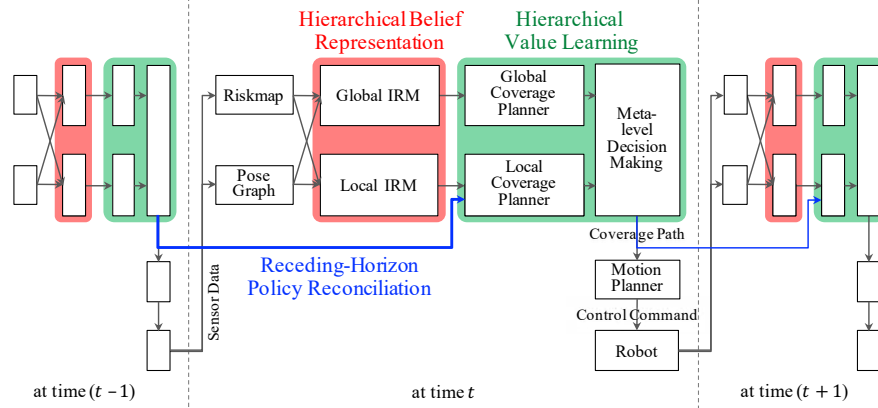 Hierarchical Belief
Representation
Hierarchical
Value Learning
Riskmap
Global IRM
Global
Coverage
Planner
Meta-
level
Decision
Making
Pose
Graph
Local IRM
Local
Coverage
Planner
Coverage Path
Receding-Horizon
Policy Reconciliation
Sensor Data
Motion
Planner
Control Command
Robot
at time (t – 1)
at time t
at time (t + 1)